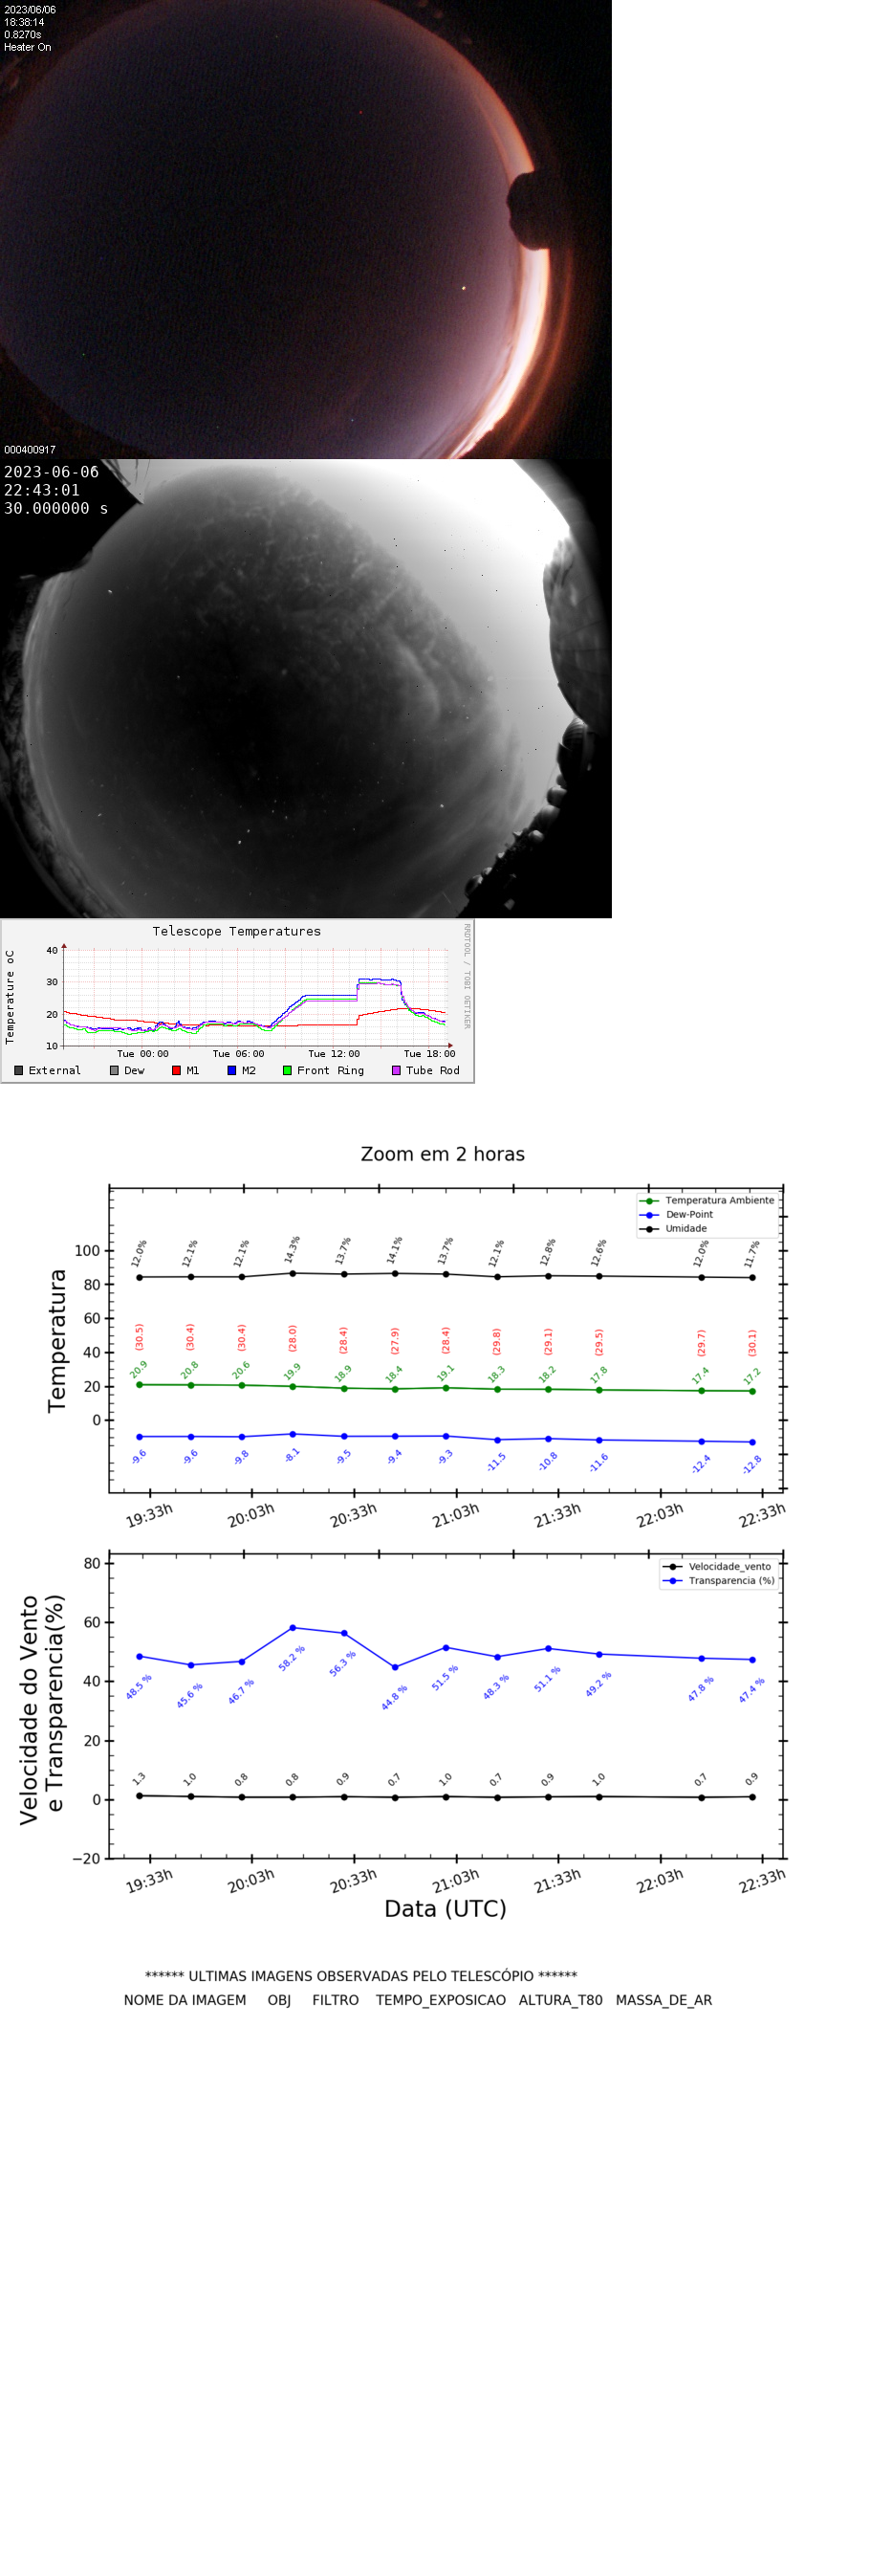 2023/06/06
18:38:14
0.8270s
Heater On
000400917
2023-06-06
22:43:01
30.000000 s
Telescope Temperatures
Temperature oC
40
30
20
10
Tue 00:00 Tue 06:00 Tue 12:00 Tue 18:00
External Dew M1 M2 Front Ring Tube Rod
RRDTOOL / TOBI OETIKER
Zoom em 2 horas
Temperatura
Temperatura Ambiente
Dew-Point
Umidade
12.0% 12.1% 12.1% 14.3% 13.7% 14.1% 13.7% 12.1% 12.8% 12.6% 12.0% 11.7%
100
80
60
40
20
0
(30.5) (30.4) (30.4) (28.0) (28.4) (27.9) (28.4) (29.8) (29.1) (29.5) (29.7) (30.1)
20.9 20.8 20.6 19.9 18.9 18.4 19.1 18.3 18.2 17.8 17.4 17.2
-9.6 -9.6 -9.8 -8.1 -9.5 -9.4 -9.3 -11.5 -10.8 -11.6 -12.4 -12.8
19:33h 20:03h 20:33h 21:03h 21:33h 22:03h 22:33h
Velocidade do Vento
e Transparencia(%)
Velocidade_vento
Transparencia (%)
80
60
40
20
0
−20
48.5 % 45.6 % 46.7 % 58.2 % 56.3 % 44.8 % 51.5 % 48.3 % 51.1 % 49.2 % 47.8 % 47.4 %
1.3 1.0 0.8 0.8 0.9 0.7 1.0 0.7 0.9 1.0 0.7 0.9
19:33h 20:03h 20:33h 21:03h 21:33h 22:03h 22:33h
Data (UTC)
****** ULTIMAS IMAGENS OBSERVADAS PELO TELESCÓPIO ******
NOME DA IMAGEM OBJ FILTRO TEMPO_EXPOSICAO ALTURA_T80 MASSA_DE_AR